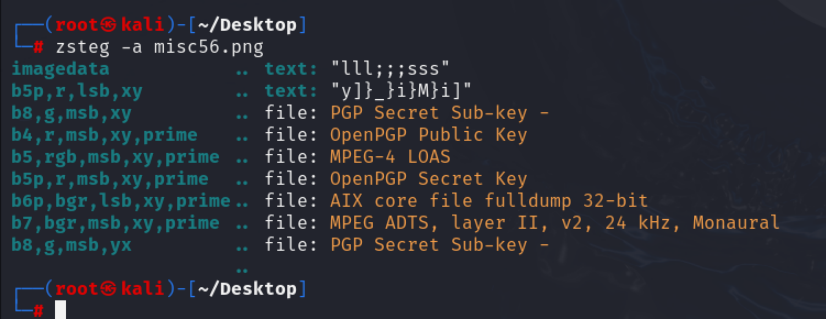 ┌──(root㉿kali)-[~/Desktop]
└─# zsteg -a misc56.png
imagedata           .. text: "lll;;;sss"
b5p,r,lsb,xy        .. text: "y]}_}i}M}i]"
b8,g,msb,xy         .. file: PGP Secret Sub-key -
b4,r,msb,xy,prime   .. file: OpenPGP Public Key
b5,rgb,msb,xy,prime .. file: MPEG-4 LOAS
b5p,r,msb,xy,prime  .. file: OpenPGP Secret Key
b6p,bgr,lsb,xy,prime.. file: AIX core file fulldump 32-bit
b7,bgr,msb,xy,prime .. file: MPEG ADTS, layer II, v2, 24 kHz, Monaural
b8,g,msb,yx         .. file: PGP Secret Sub-key -
                    ..
┌──(root㉿kali)-[~/Desktop]
└─#